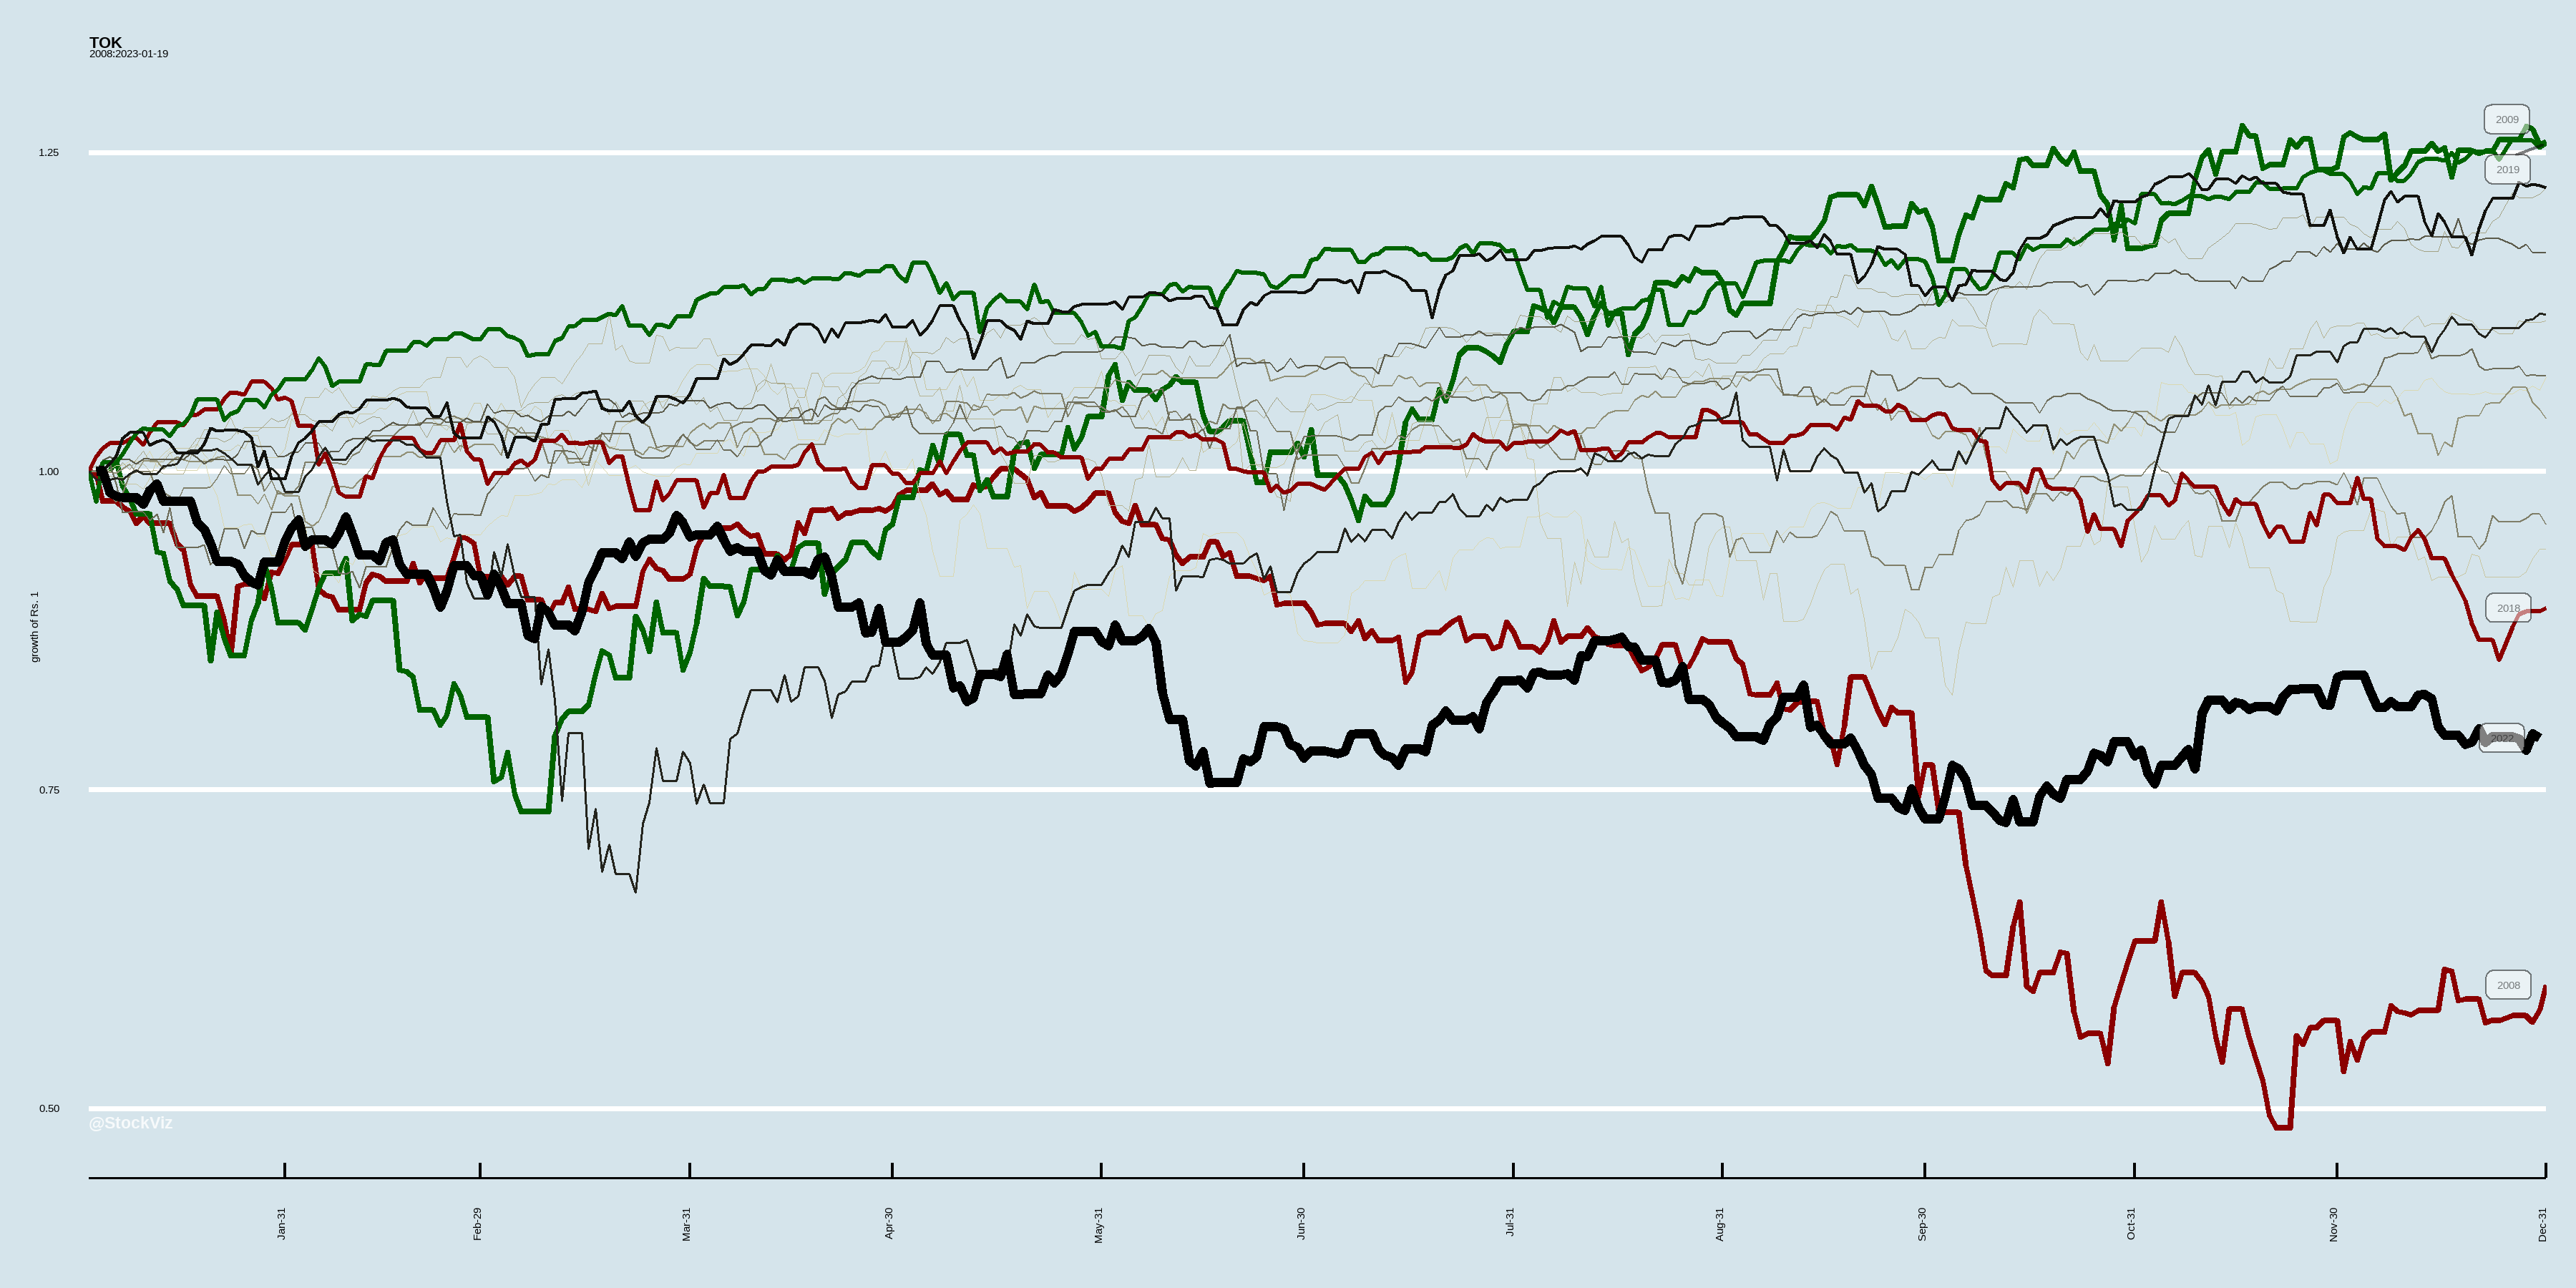 TOK
2008:2023-01-19
2009
1.25
2019
1.00
growth of Rs. 1
2018
2022
0.75
2008
0.50
@StockViz
Jan-31
Feb-29
Mar-31
Apr-30
May-31
Jun-30
Jul-31
Aug-31
Sep-30
Oct-31
Nov-30
Dec-31